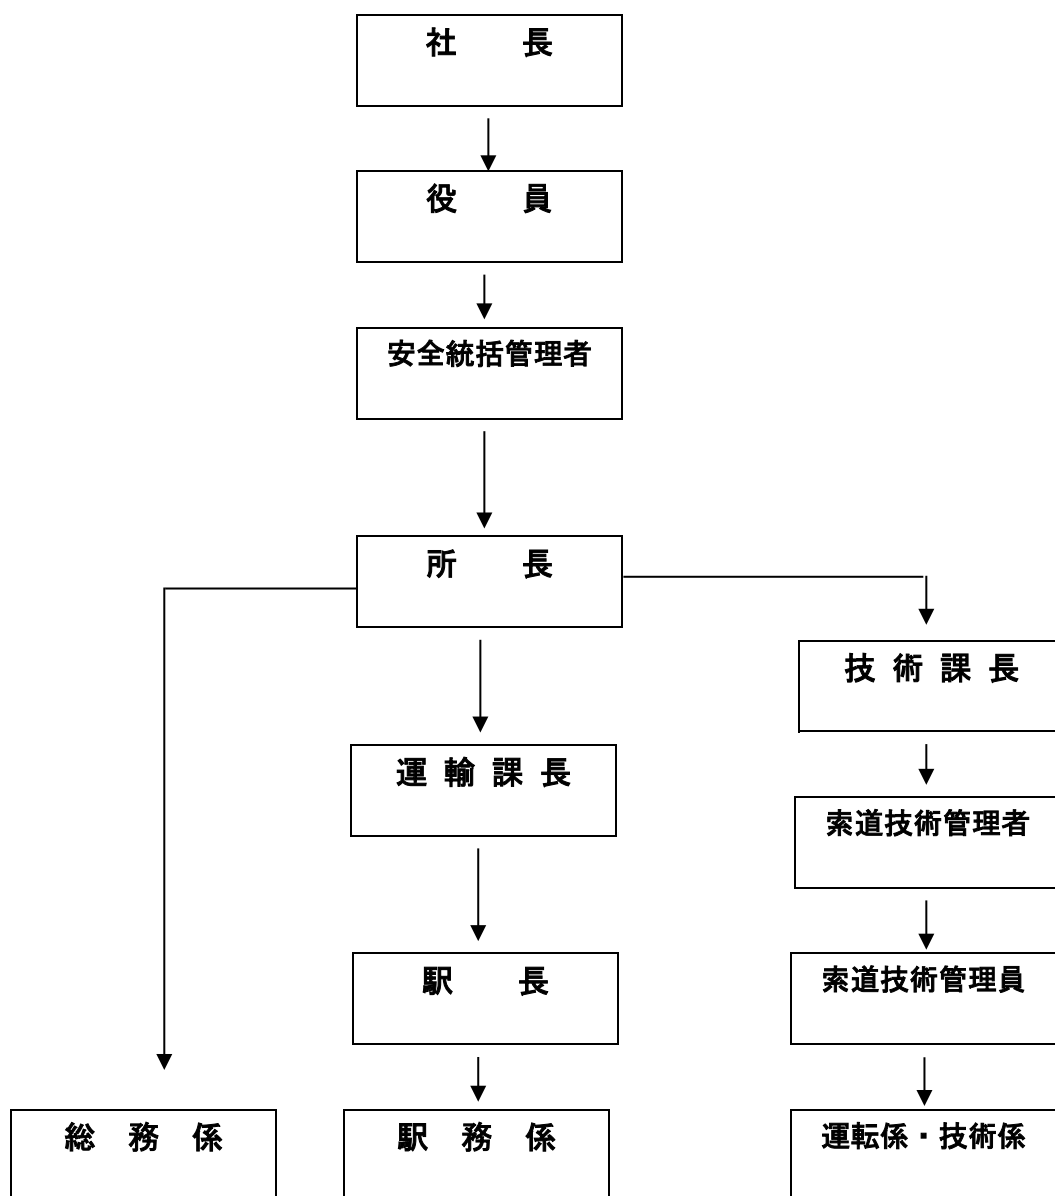 社　長
役　員
安全統括管理者
所　長
技術課長
運輸課長
索道技術管理者
駅　長
索道技術管理員
総務係
駅務係
運転係・技術係